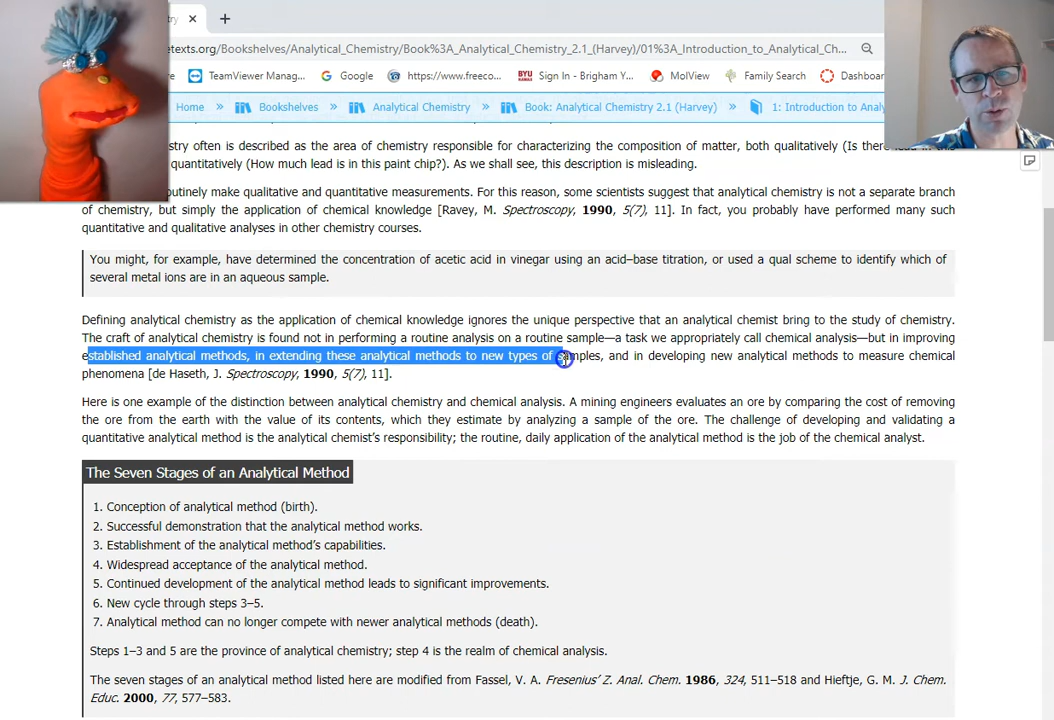 try
etexts.org/Bookshelves/Analytical_Chemistry/Book%3A_Analytical_Chemistry_2.1_(Harvey)/01%3A_Introduction_to_Analytical_Ch...
TeamViewer Manag... Google https://www.freeco... BYU Sign In - Brigham Y... MolView Family Search Dashboar
Home » Bookshelves » Analytical Chemistry » Book: Analytical Chemistry 2.1 (Harvey) » 1: Introduction to Analy
stry often is described as the area of chemistry responsible for characterizing the composition of matter, both qualitatively (Is there lead in this
quantitatively (How much lead is in this paint chip?). As we shall see, this description is misleading.
outinely make qualitative and quantitative measurements. For this reason, some scientists suggest that analytical chemistry is not a separate branch
of chemistry, but simply the application of chemical knowledge [Ravey, M. Spectroscopy, 1990, 5(7), 11]. In fact, you probably have performed many such
quantitative and qualitative analyses in other chemistry courses.
You might, for example, have determined the concentration of acetic acid in vinegar using an acid–base titration, or used a qual scheme to identify which of
several metal ions are in an aqueous sample.
Defining analytical chemistry as the application of chemical knowledge ignores the unique perspective that an analytical chemist bring to the study of chemistry.
The craft of analytical chemistry is found not in performing a routine analysis on a routine sample—a task we appropriately call chemical analysis—but in improving
established analytical methods, in extending these analytical methods to new types of samples, and in developing new analytical methods to measure chemical
phenomena [de Haseth, J. Spectroscopy, 1990, 5(7), 11].
Here is one example of the distinction between analytical chemistry and chemical analysis. A mining engineers evaluates an ore by comparing the cost of removing
the ore from the earth with the value of its contents, which they estimate by analyzing a sample of the ore. The challenge of developing and validating a
quantitative analytical method is the analytical chemist's responsibility; the routine, daily application of the analytical method is the job of the chemical analyst.
The Seven Stages of an Analytical Method
1. Conception of analytical method (birth).
2. Successful demonstration that the analytical method works.
3. Establishment of the analytical method's capabilities.
4. Widespread acceptance of the analytical method.
5. Continued development of the analytical method leads to significant improvements.
6. New cycle through steps 3–5.
7. Analytical method can no longer compete with newer analytical methods (death).
Steps 1–3 and 5 are the province of analytical chemistry; step 4 is the realm of chemical analysis.
The seven stages of an analytical method listed here are modified from Fassel, V. A. Fresenius' Z. Anal. Chem. 1986, 324, 511–518 and Hieftje, G. M. J. Chem.
Educ. 2000, 77, 577–583.